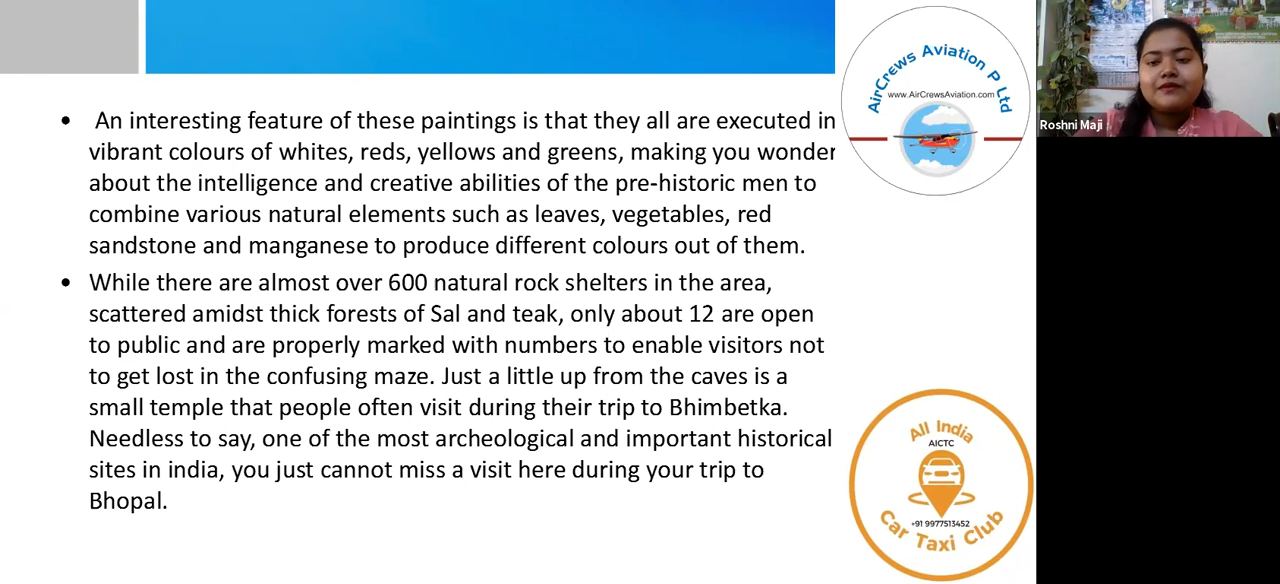 An interesting feature of these paintings is that they all are executed in
vibrant colours of whites, reds, yellows and greens, making you wonder
about the intelligence and creative abilities of the pre-historic men to
combine various natural elements such as leaves, vegetables, red
sandstone and manganese to produce different colours out of them.
While there are almost over 600 natural rock shelters in the area,
scattered amidst thick forests of Sal and teak, only about 12 are open
to public and are properly marked with numbers to enable visitors not
to get lost in the confusing maze. Just a little up from the caves is a
small temple that people often visit during their trip to Bhimbetka.
Needless to say, one of the most archeological and important historical
sites in india, you just cannot miss a visit here during your trip to
Bhopal.
AirCrews Aviation P Ltd
www.AirCrewsAviation.com
Roshni Maji
All India
AICTC
+91 9977513452
Car Taxi Club